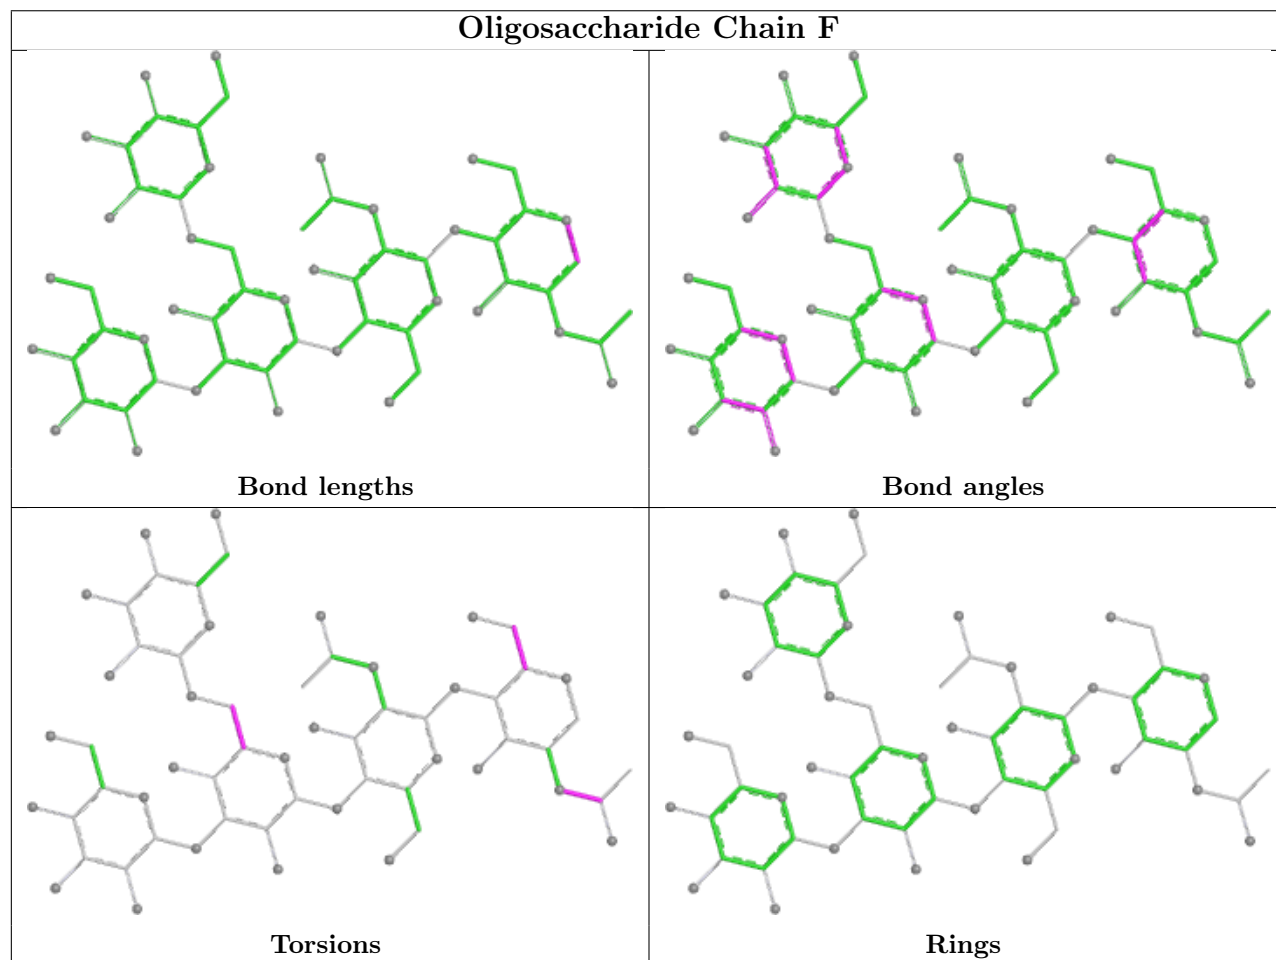 Oligosaccharide Chain F
Bond lengths
Bond angles
Torsions
Rings